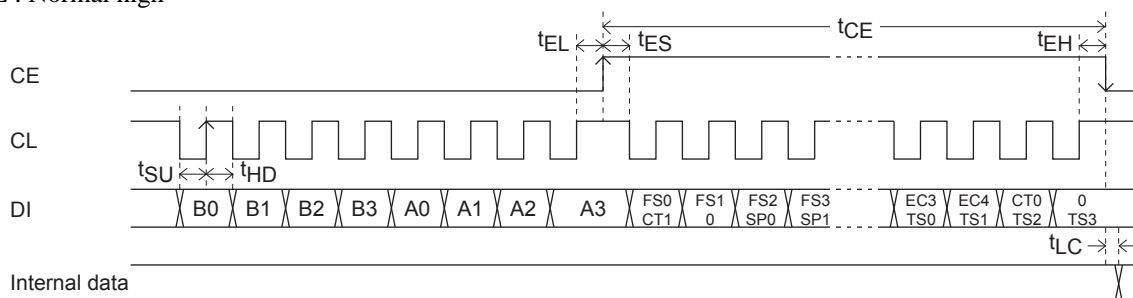 : Normal high
tCE
tEL tES tEH
CE
CL
tSU tHD
DI B0 B1 B2 B3 A0 A1 A2 A3 FS0 FS1 FS2 FS3 EC3 EC4 CT0 0
CT1 0 SP0 SP1 TS0 TS1 TS2 TS3
tLC
Internal data